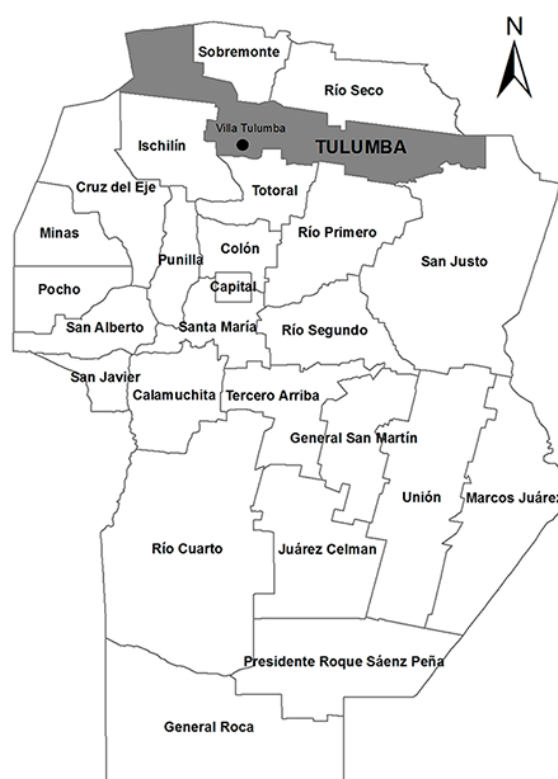 N
Sobremonte
Río Seco
Villa Tulumba
TULUMBA
Ischilín
Cruz del Eje
Totoral
Minas
Río Primero
Colón
Punilla
San Justo
Pocho
Capital
San Alberto
Santa María
Río Segundo
San Javier
Calamuchita
Tercero Arriba
General San Martín
Unión
Marcos Juárez
Río Cuarto
Juárez Celman
Presidente Roque Sáenz Peña
General Roca